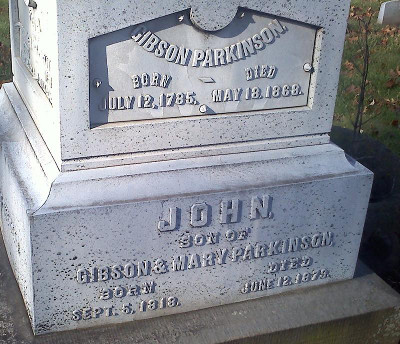 GIBSON PARKINSON.
BORN DIED
JULY 12, 1785, MAY 18, 1868.
JOHN,
SON OF
GIBSON & MARY PARKINSON.
BORN DIED
SEPT. 5, 1818. JUNE 12, 1875.